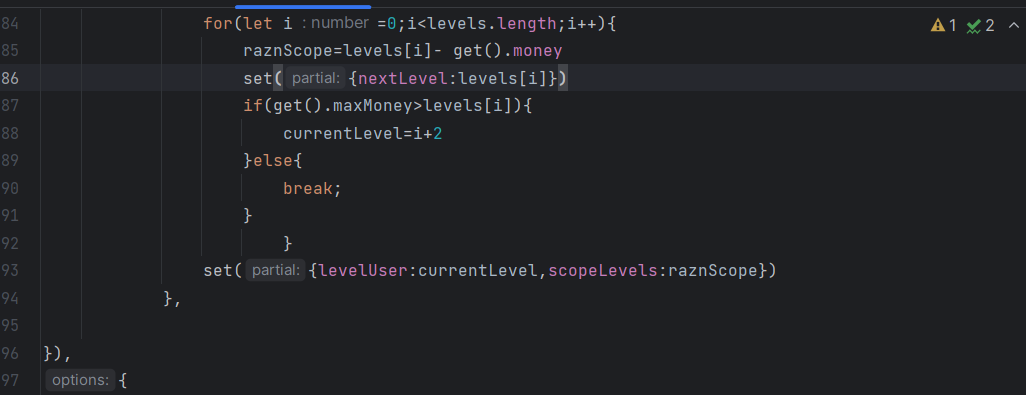 84 for(let i : number =0;i<levels.length;i++){ 1 2
85 raznScope=levels[i]- get().money
86 set( partial: {nextLevel:levels[i]})
87 if(get().maxMoney>levels[i]){
88 currentLevel=i+2
89 }else{
90 break;
91 }
92 }
93 set( partial: {levelUser:currentLevel,scopeLevels:raznScope})
94 },
95
96 }),
97 options: {